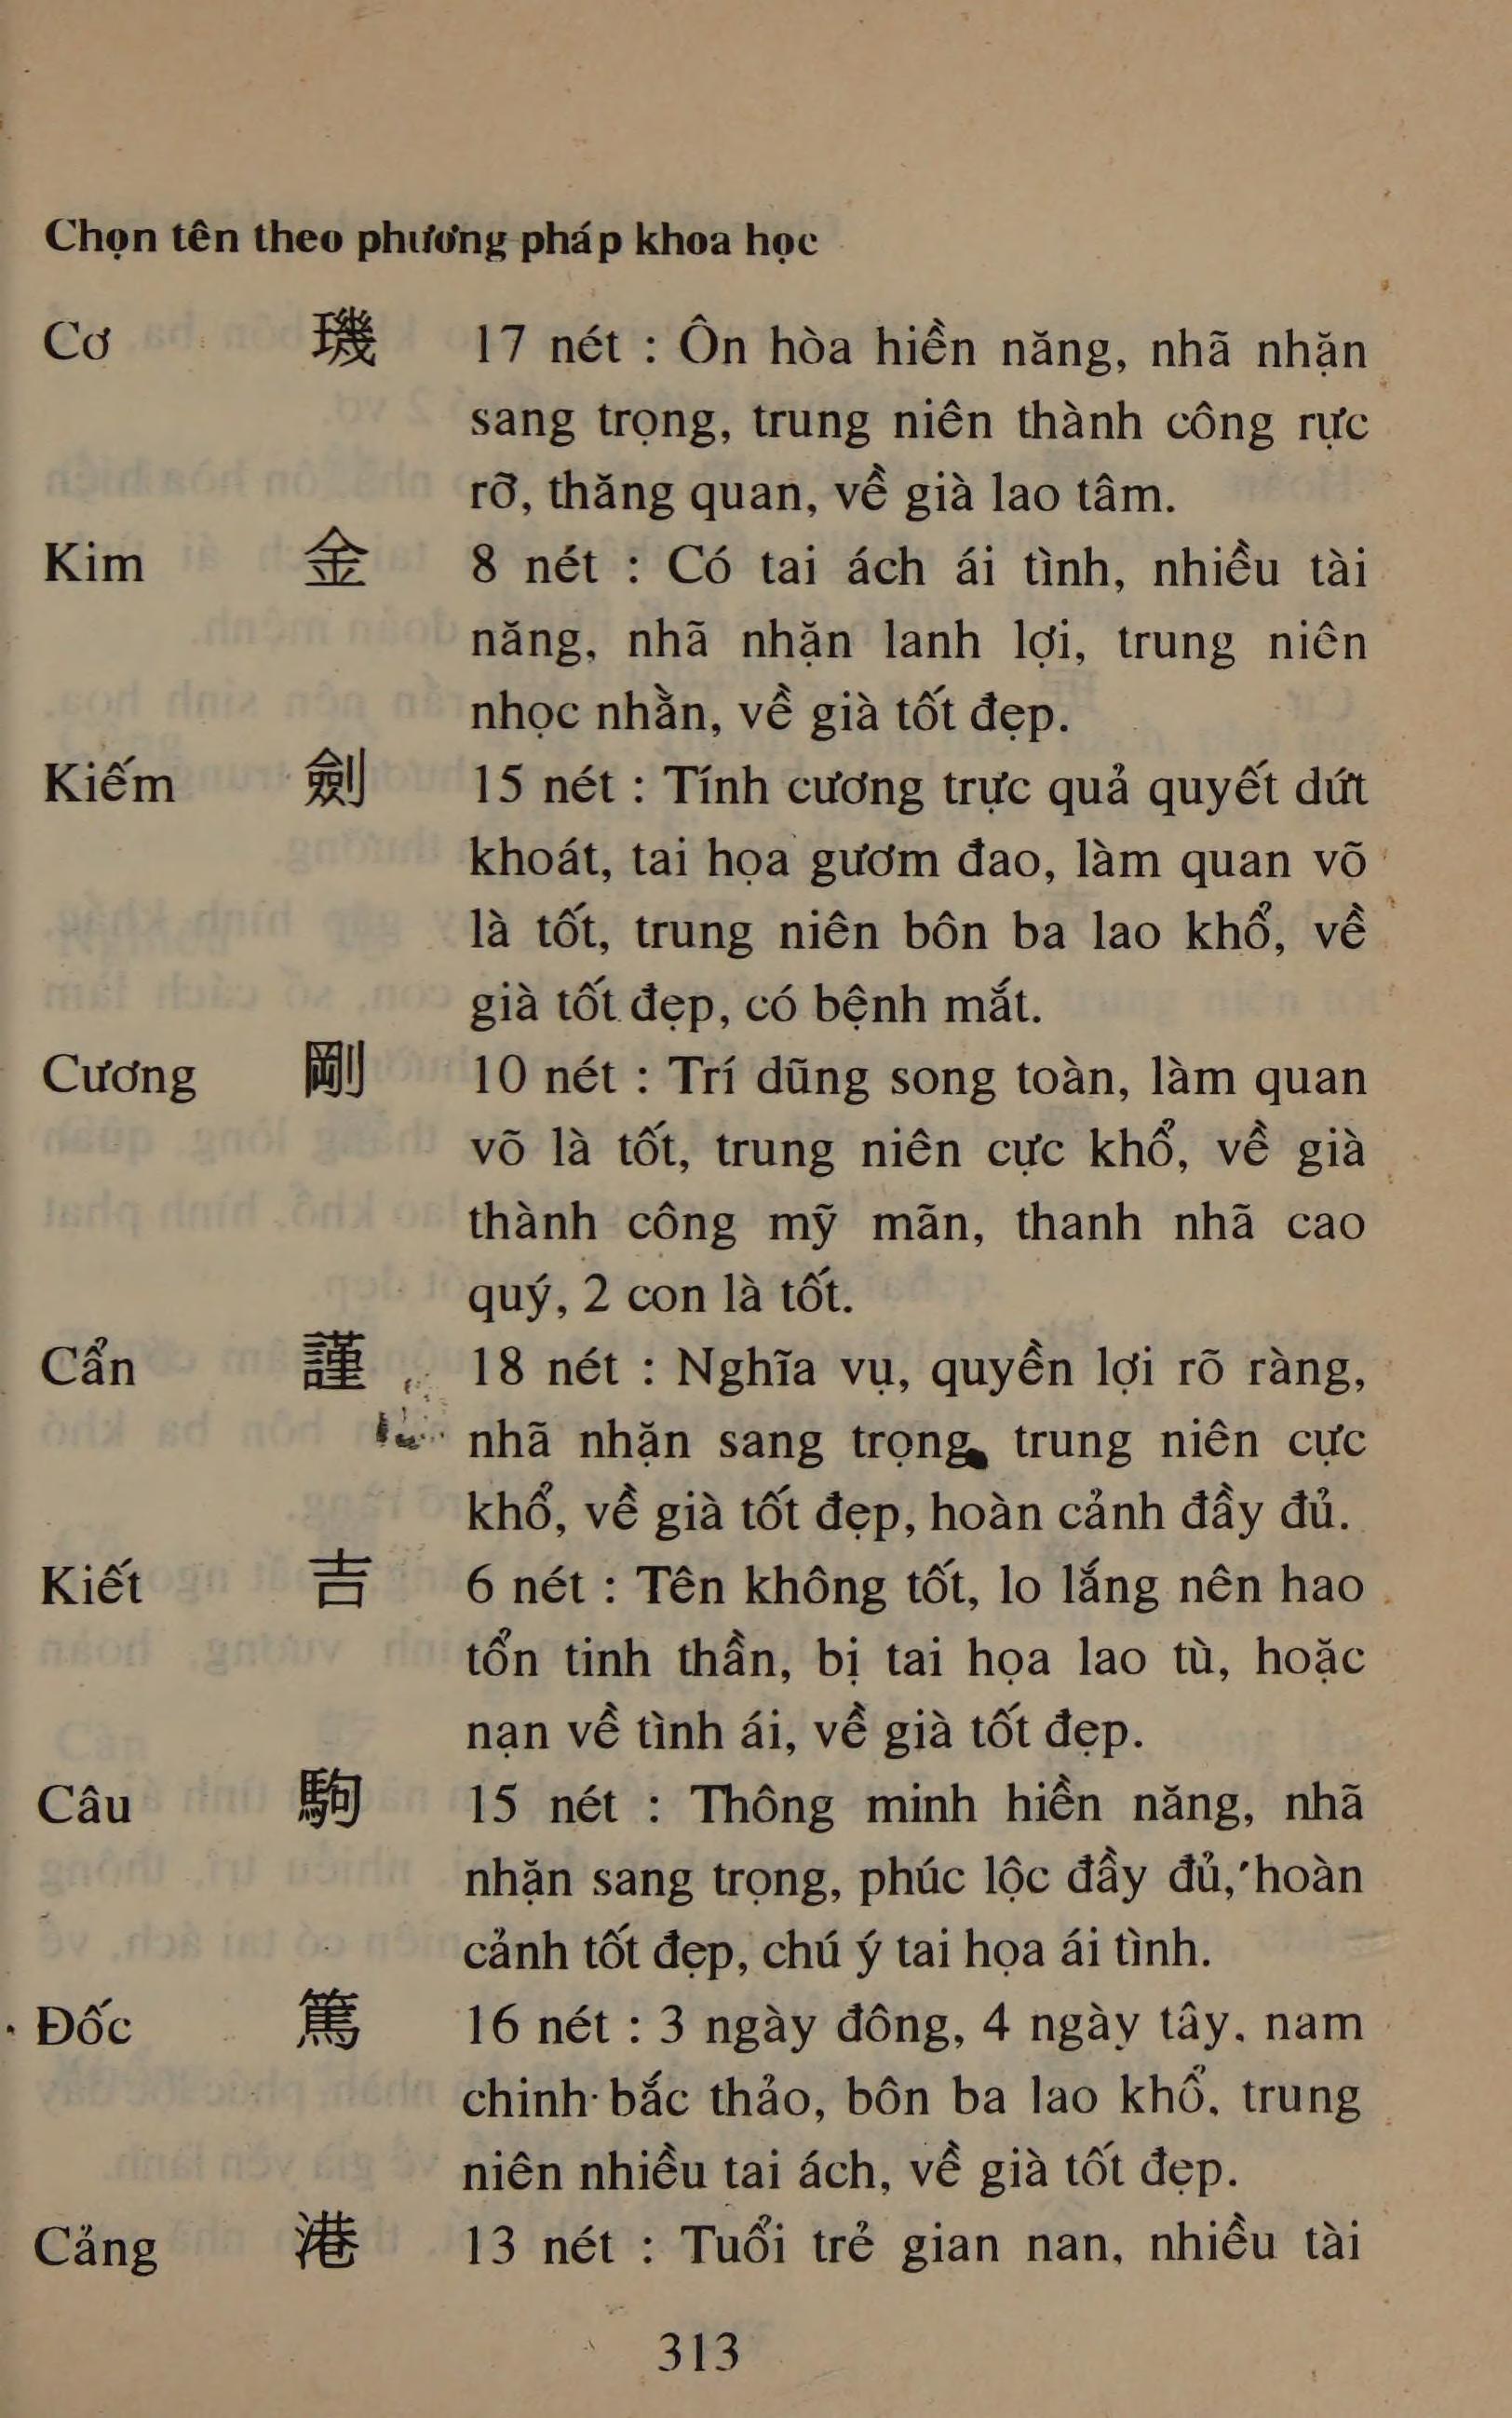 Chọn tên theo phương pháp khoa học
Cơ 璣 17 nét : Ôn hòa hiền năng, nhã nhặn
sang trọng, trung niên thành công rực
rỡ, thăng quan, về già lao tâm.
Kim 金 8 nét : Có tai ách ái tình, nhiều tài
năng, nhã nhặn lanh lợi, trung niên
nhọc nhằn, về già tốt đẹp.
Kiếm 劍 15 nét : Tính cương trực quả quyết dứt
khoát, tai họa gươm đao, làm quan võ
là tốt, trung niên bôn ba lao khổ, về
già tốt đẹp, có bệnh mắt.
Cương 剛 10 nét : Trí dũng song toàn, làm quan
võ là tốt, trung niên cực khổ, về già
thành công mỹ mãn, thanh nhã cao
quý, 2 con là tốt.
Cẩn 謹 18 nét : Nghĩa vụ, quyền lợi rõ ràng,
nhã nhặn sang trọng, trung niên cực
khổ, về già tốt đẹp, hoàn cảnh đầy đủ.
Kiết 吉 6 nét : Tên không tốt, lo lắng nên hao
tổn tinh thần, bị tai họa lao tù, hoặc
nạn về tình ái, về già tốt đẹp.
Câu 駒 15 nét : Thông minh hiền năng, nhã
nhặn sang trọng, phúc lộc đầy đủ, hoàn
cảnh tốt đẹp, chú ý tai họa ái tình.
Đốc 篤 16 nét : 3 ngày đông, 4 ngày tây, nam
chinh bắc thảo, bôn ba lao khổ, trung
niên nhiều tai ách, về già tốt đẹp.
Cảng 港 13 nét : Tuổi trẻ gian nan, nhiều tài
313